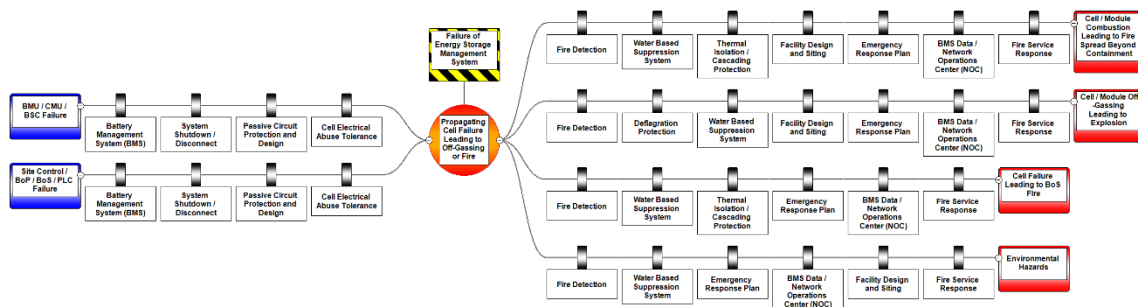 Failure of
Energy Storage
Management
System
BMU / CMU /
BSC Failure
Battery
Management
System (BMS)
System
Shutdown /
Disconnect
Passive Circuit
Protection and
Design
Cell Electrical
Abuse Tolerance
Site Control /
BoP / BoS / PLC
Failure
Battery
Management
System (BMS)
System
Shutdown /
Disconnect
Passive Circuit
Protection and
Design
Cell Electrical
Abuse Tolerance
Propagating
Cell Failure
Leading to
Off-Gassing
or Fire
Fire Detection
Water Based
Suppression
System
Thermal
Isolation /
Cascading
Protection
Facility Design
and Siting
Emergency
Response Plan
BMS Data /
Network
Operations
Center (NOC)
Fire Service
Response
Cell / Module
Combustion
Leading to Fire
Spread Beyond
Containment
Fire Detection
Deflagration
Protection
Water Based
Suppression
System
Facility Design
and Siting
Emergency
Response Plan
BMS Data /
Network
Operations
Center (NOC)
Fire Service
Response
Cell / Module Off
-Gassing
Leading to
Explosion
Fire Detection
Water Based
Suppression
System
Thermal
Isolation /
Cascading
Protection
Emergency
Response Plan
BMS Data /
Network
Operations
Center (NOC)
Fire Service
Response
Cell Failure
Leading to BoS
Fire
Fire Detection
Water Based
Suppression
System
Emergency
Response Plan
BMS Data /
Network
Operations
Center (NOC)
Facility Design
and Siting
Fire Service
Response
Environmental
Hazards